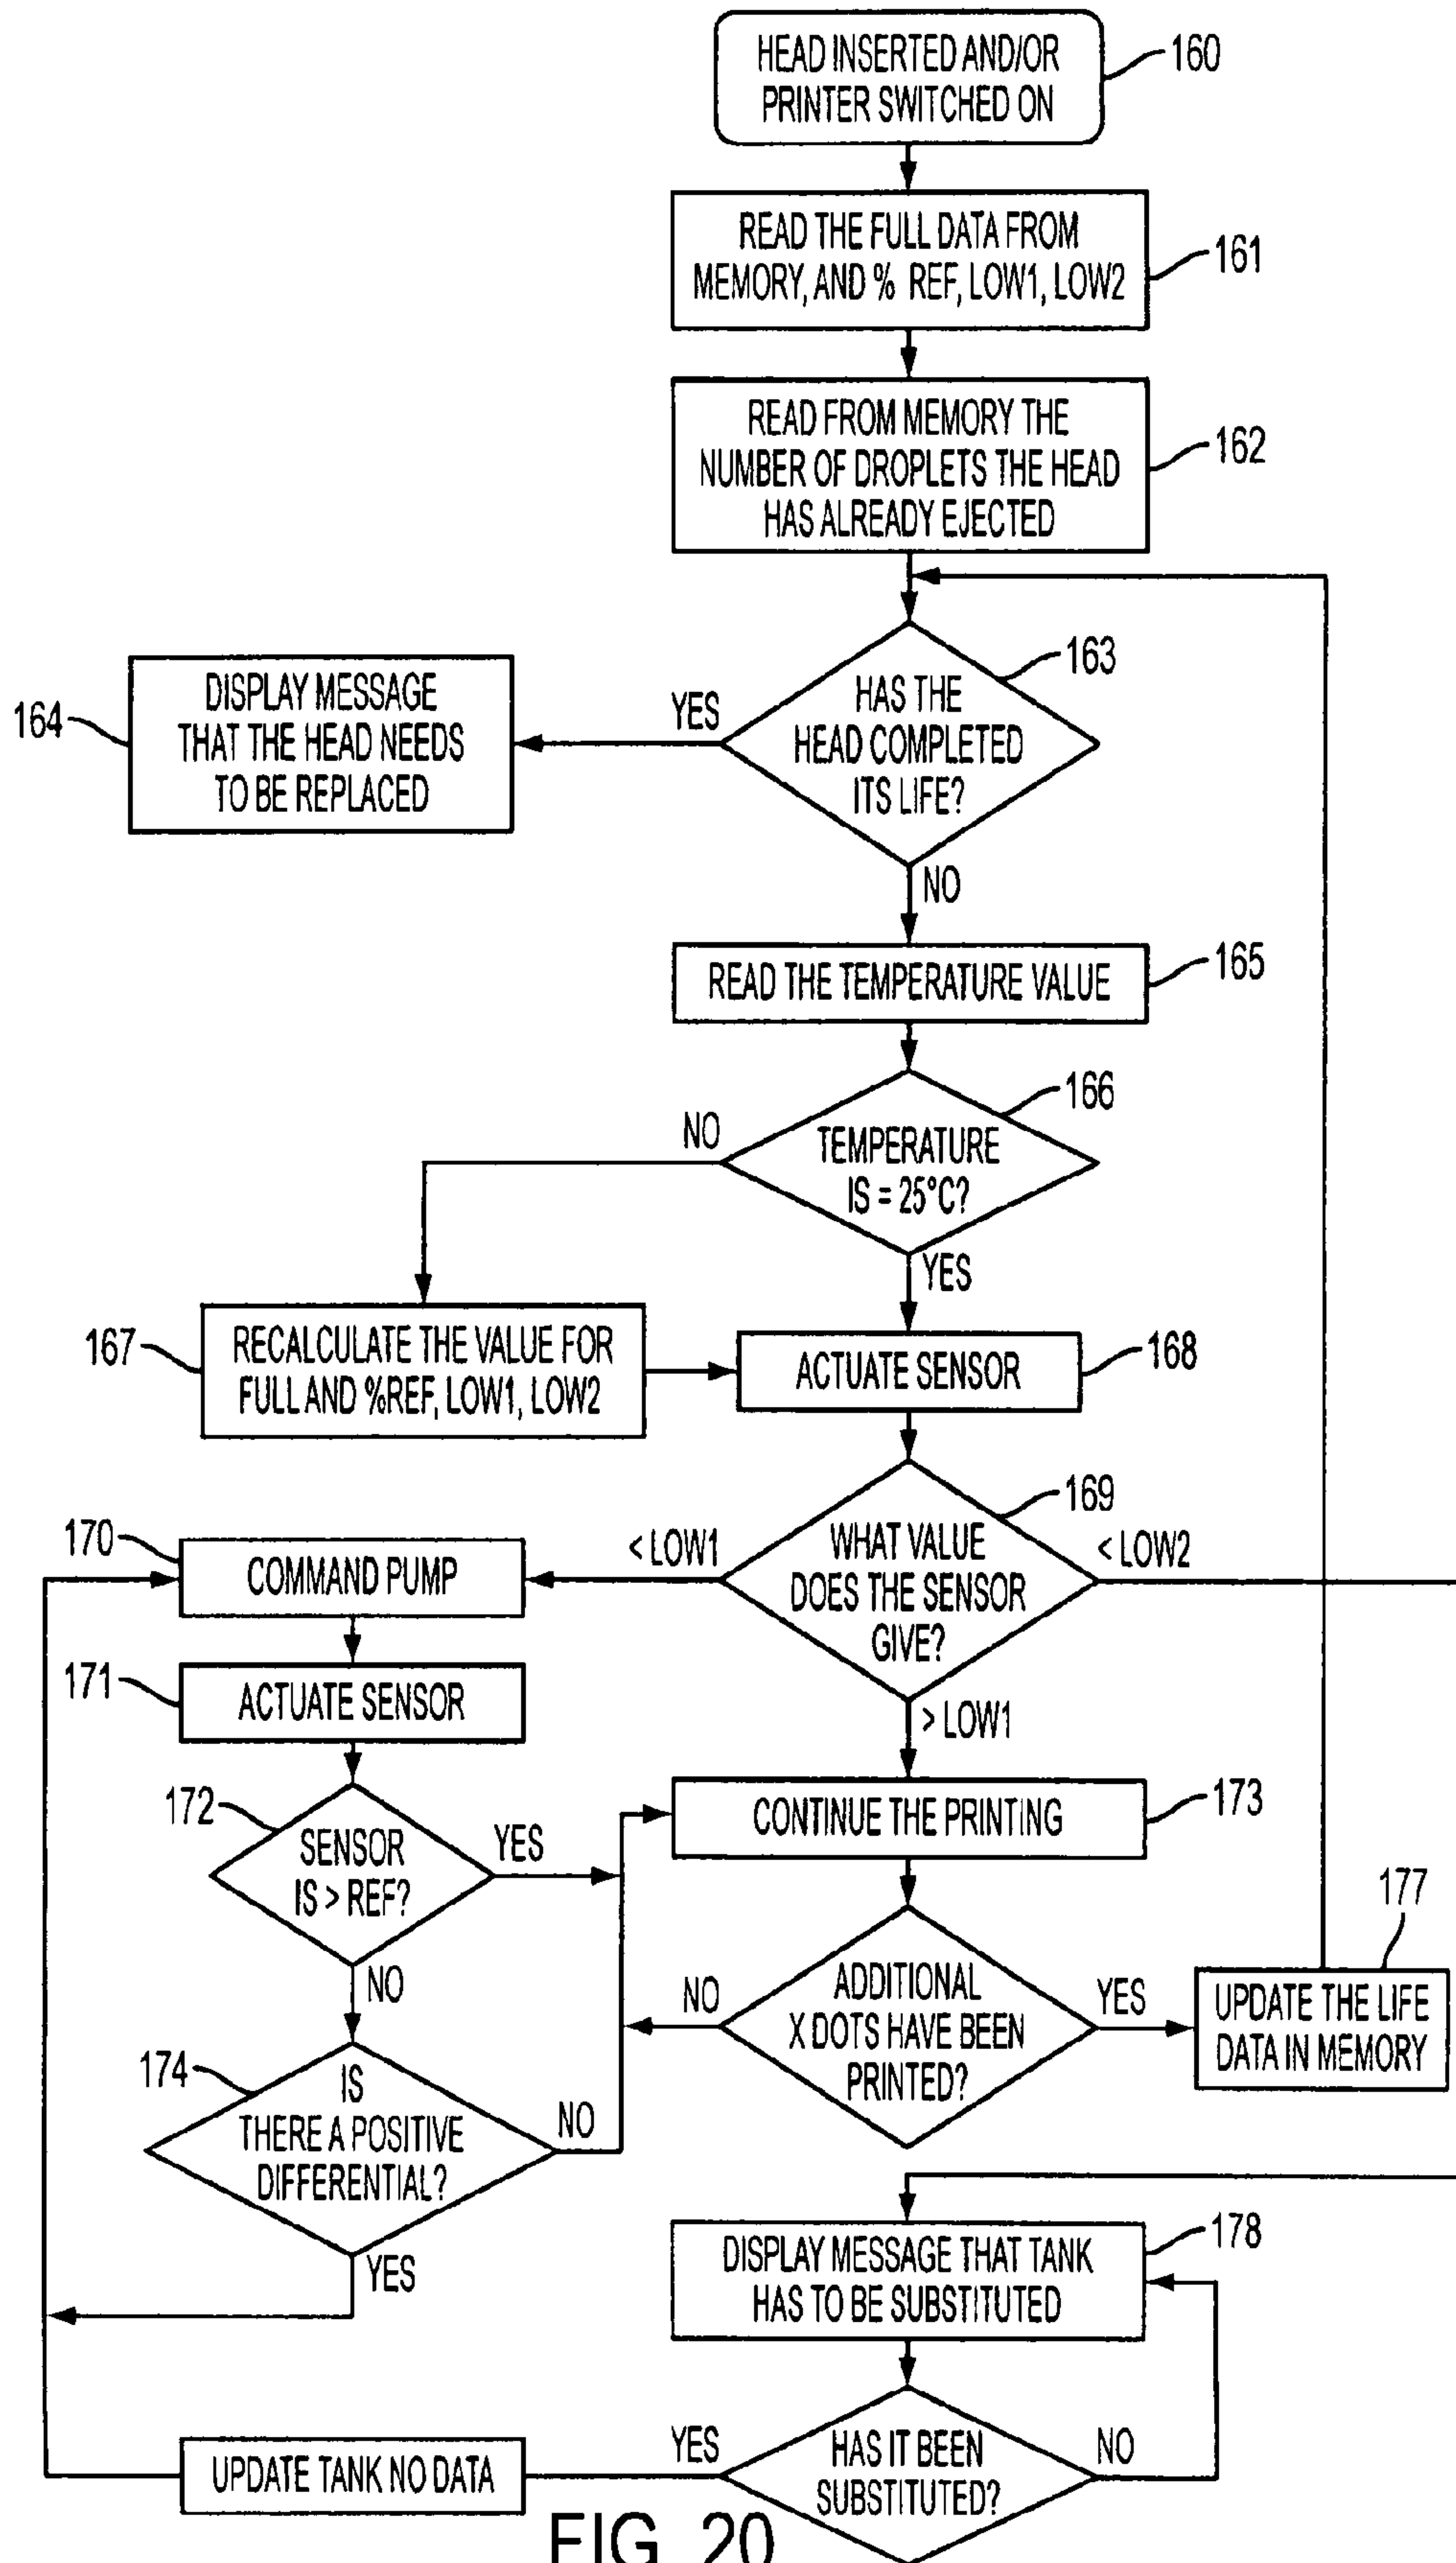 HEAD INSERTED AND/OR
PRINTER SWITCHED ON
160
READ THE FULL DATA FROM
MEMORY, AND % REF, LOW1, LOW2
161
READ FROM MEMORY THE
NUMBER OF DROPLETS THE HEAD
HAS ALREADY EJECTED
162
163
HAS THE
HEAD COMPLETED
ITS LIFE?
YES
164
DISPLAY MESSAGE
THAT THE HEAD NEEDS
TO BE REPLACED
NO
READ THE TEMPERATURE VALUE
165
166
TEMPERATURE
IS = 25°C?
NO
YES
167
RECALCULATE THE VALUE FOR
FULL AND %REF, LOW1, LOW2
ACTUATE SENSOR
168
169
WHAT VALUE
DOES THE SENSOR
GIVE?
< LOW1
< LOW2
> LOW1
170
COMMAND PUMP
171
ACTUATE SENSOR
172
SENSOR
IS > REF?
YES
NO
CONTINUE THE PRINTING
173
ADDITIONAL
X DOTS HAVE BEEN
PRINTED?
NO
YES
177
UPDATE THE LIFE
DATA IN MEMORY
174
IS
THERE A POSITIVE
DIFFERENTIAL?
NO
YES
DISPLAY MESSAGE THAT TANK
HAS TO BE SUBSTITUTED
178
HAS IT BEEN
SUBSTITUTED?
YES
NO
UPDATE TANK NO DATA
FIG. 20